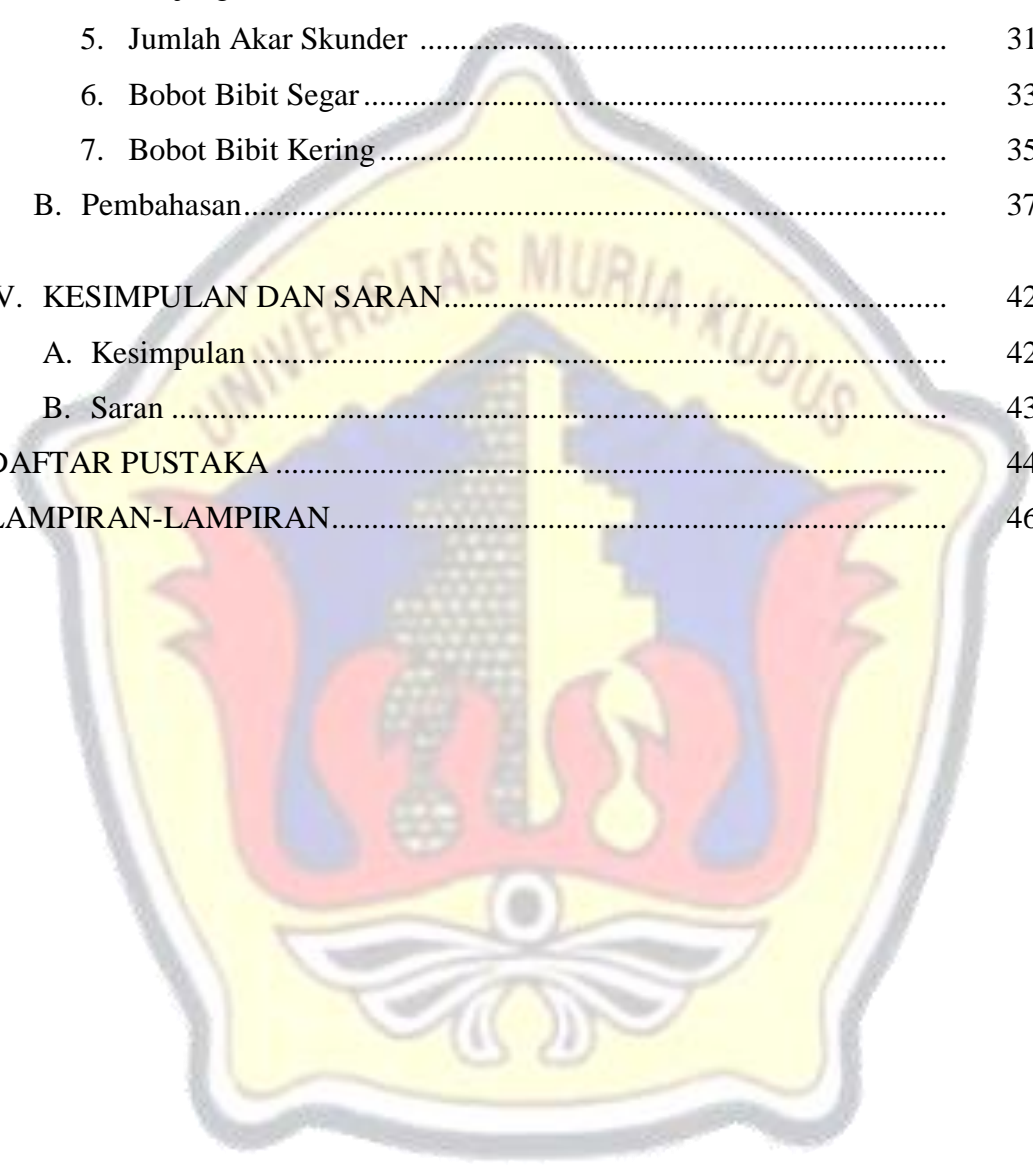 5. Jumlah Akar Skunder ................................................................. 31
6. Bobot Bibit Segar ........................................................................ 33
7. Bobot Bibit Kering ...................................................................... 35
B. Pembahasan ....................................................................................... 37
V. KESIMPULAN DAN SARAN .............................................................. 42
A. Kesimpulan ...................................................................................... 42
B. Saran ................................................................................................ 43
DAFTAR PUSTAKA ................................................................................... 44
LAMPIRAN-LAMPIRAN ............................................................................ 46
UNIVERSITAS MURIA KUDUS